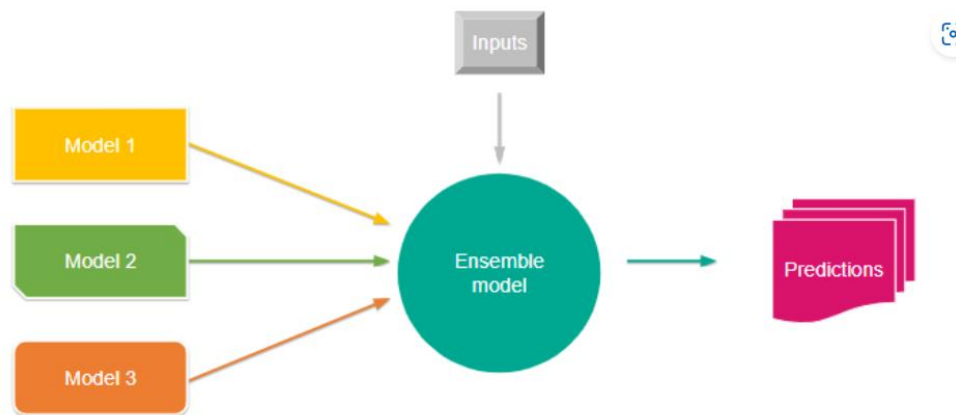 Inputs
Model 1
Model 2
Ensemble
model
Predictions
Model 3